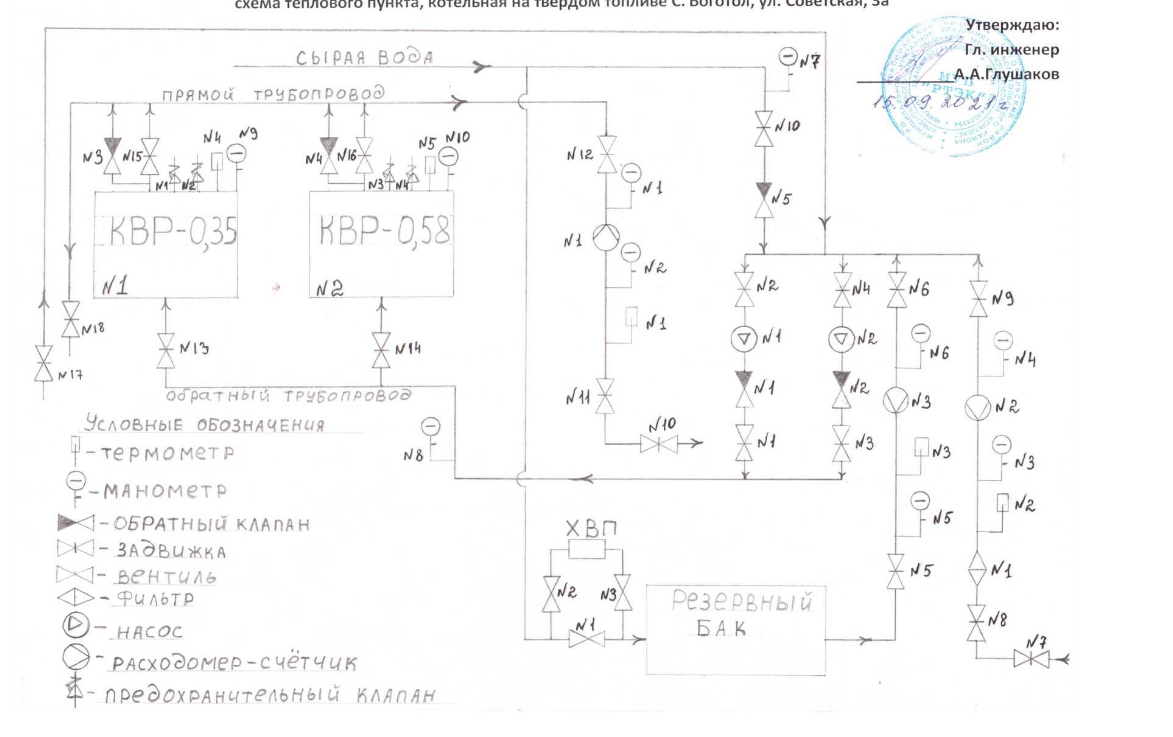 схема теплового пункта, котельная на твердом топливе С. Боготол, ул. Советская, 3а
Утверждаю:
Гл. инженер
А.А.Глушаков
15.09.2021г
МУП
"РТЭК"
СЫРАЯ ВОДА
N7
ПРЯМОЙ ТРУБОПРОВОД
N3
N15
N1
N2
N4
N9
N4
N16
N3
N4
N5
N10
N12
N10
N1
N5
КВР-0,35
N1
КВР-0,58
N2
N1
N2
N1
N2
N4
N6
N9
N18
N17
N13
N14
N1
N2
N6
N4
N11
N1
N2
N3
N2
ОБРАТНЫЙ ТРУБОПРОВОД
N8
N10
N1
N3
N3
N3
N5
N2
N5
N1
N8
N7
УСЛОВНЫЕ ОБОЗНАЧЕНИЯ
-ТЕРМОМЕТР
-МАНОМЕТР
-ОБРАТНЫЙ КЛАПАН
-ЗАДВИЖКА
-ВЕНТИЛЬ
-ФИЛЬТР
-НАСОС
-РАСХОДОМЕР-СЧЁТЧИК
-ПРЕДОХРАНИТЕЛЬНЫЙ КЛАПАН
ХВП
N2
N3
N1
РЕЗЕРВНЫЙ
БАК